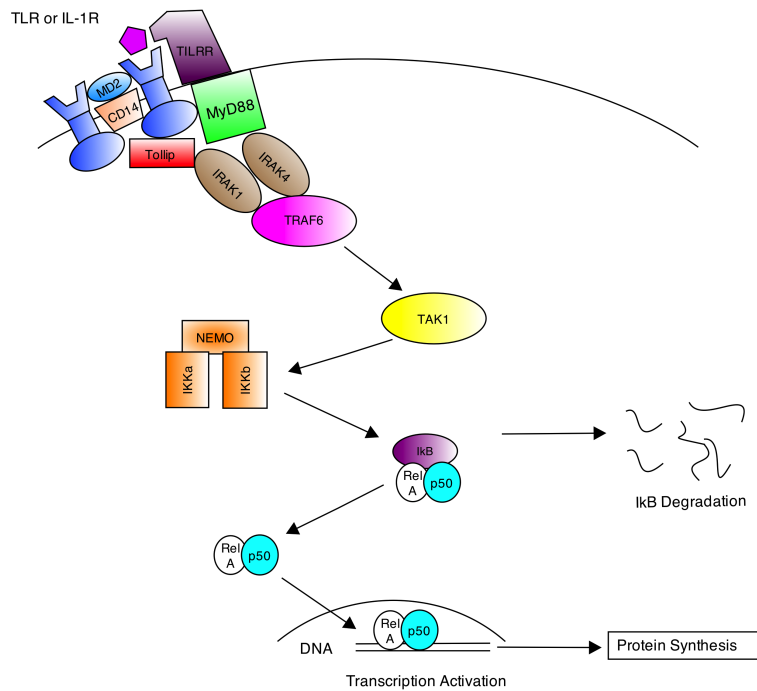 TLR or IL-1R
TILRR
MD2
CD14
MyD88
Tollip
IRAK1
IRAK4
TRAF6
TAK1
NEMO
IKKa
IKKb
IkB
Rel
A
p50
IkB Degradation
Rel
A
p50
Rel
A
p50
DNA
Protein Synthesis
Transcription Activation